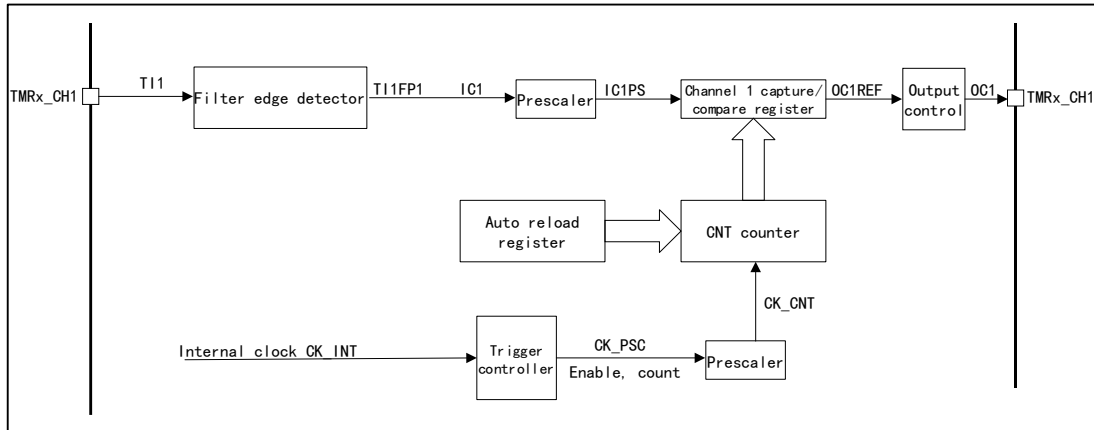 TMRx_CH1
TI1
Filter edge detector
TI1FP1
IC1
Prescaler
IC1PS
Channel 1 capture/
compare register
OC1REF
Output
control
OC1
TMRx_CH1
Auto reload
register
CNT counter
CK_CNT
Internal clock CK_INT
Trigger
controller
CK_PSC
Enable, count
Prescaler